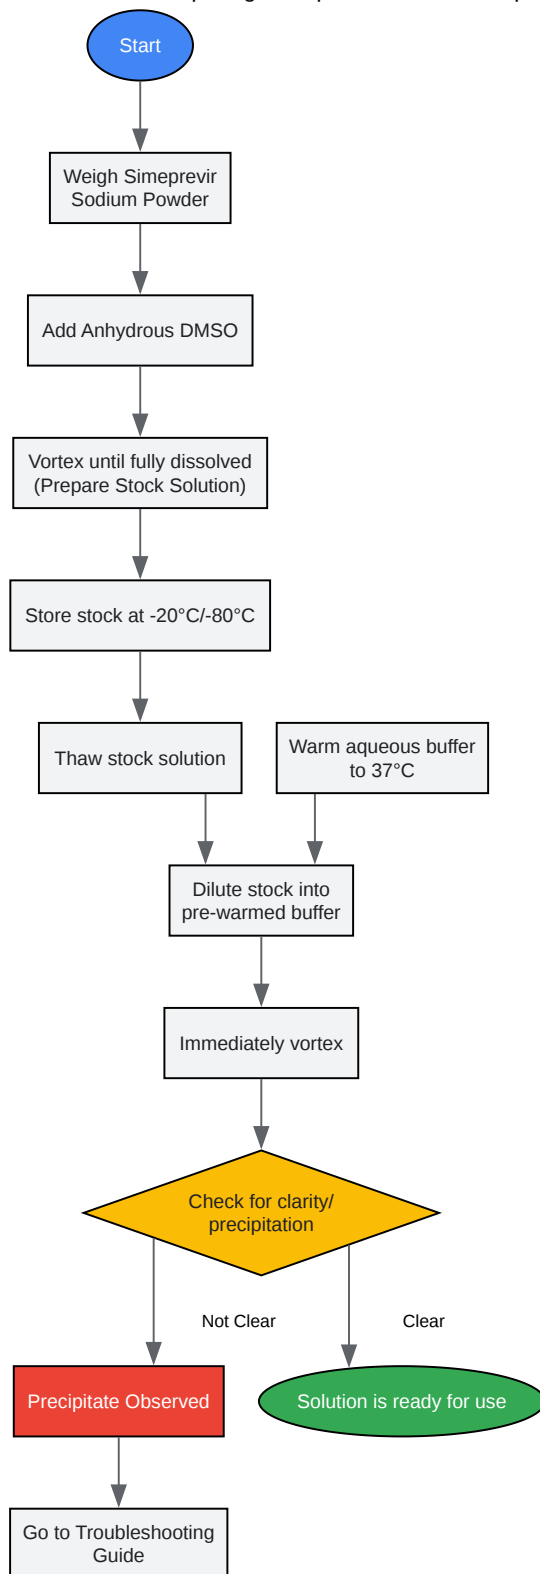 Start
Weigh Simeprevir
Sodium Powder
Add Anhydrous DMSO
Vortex until fully dissolved
(Prepare Stock Solution)
Store stock at -20°C/-80°C
Thaw stock solution
Warm aqueous buffer
to 37°C
Dilute stock into
pre-warmed buffer
Immediately vortex
Check for clarity/
precipitation
Not Clear
Clear
Precipitate Observed
Solution is ready for use
Go to Troubleshooting
Guide